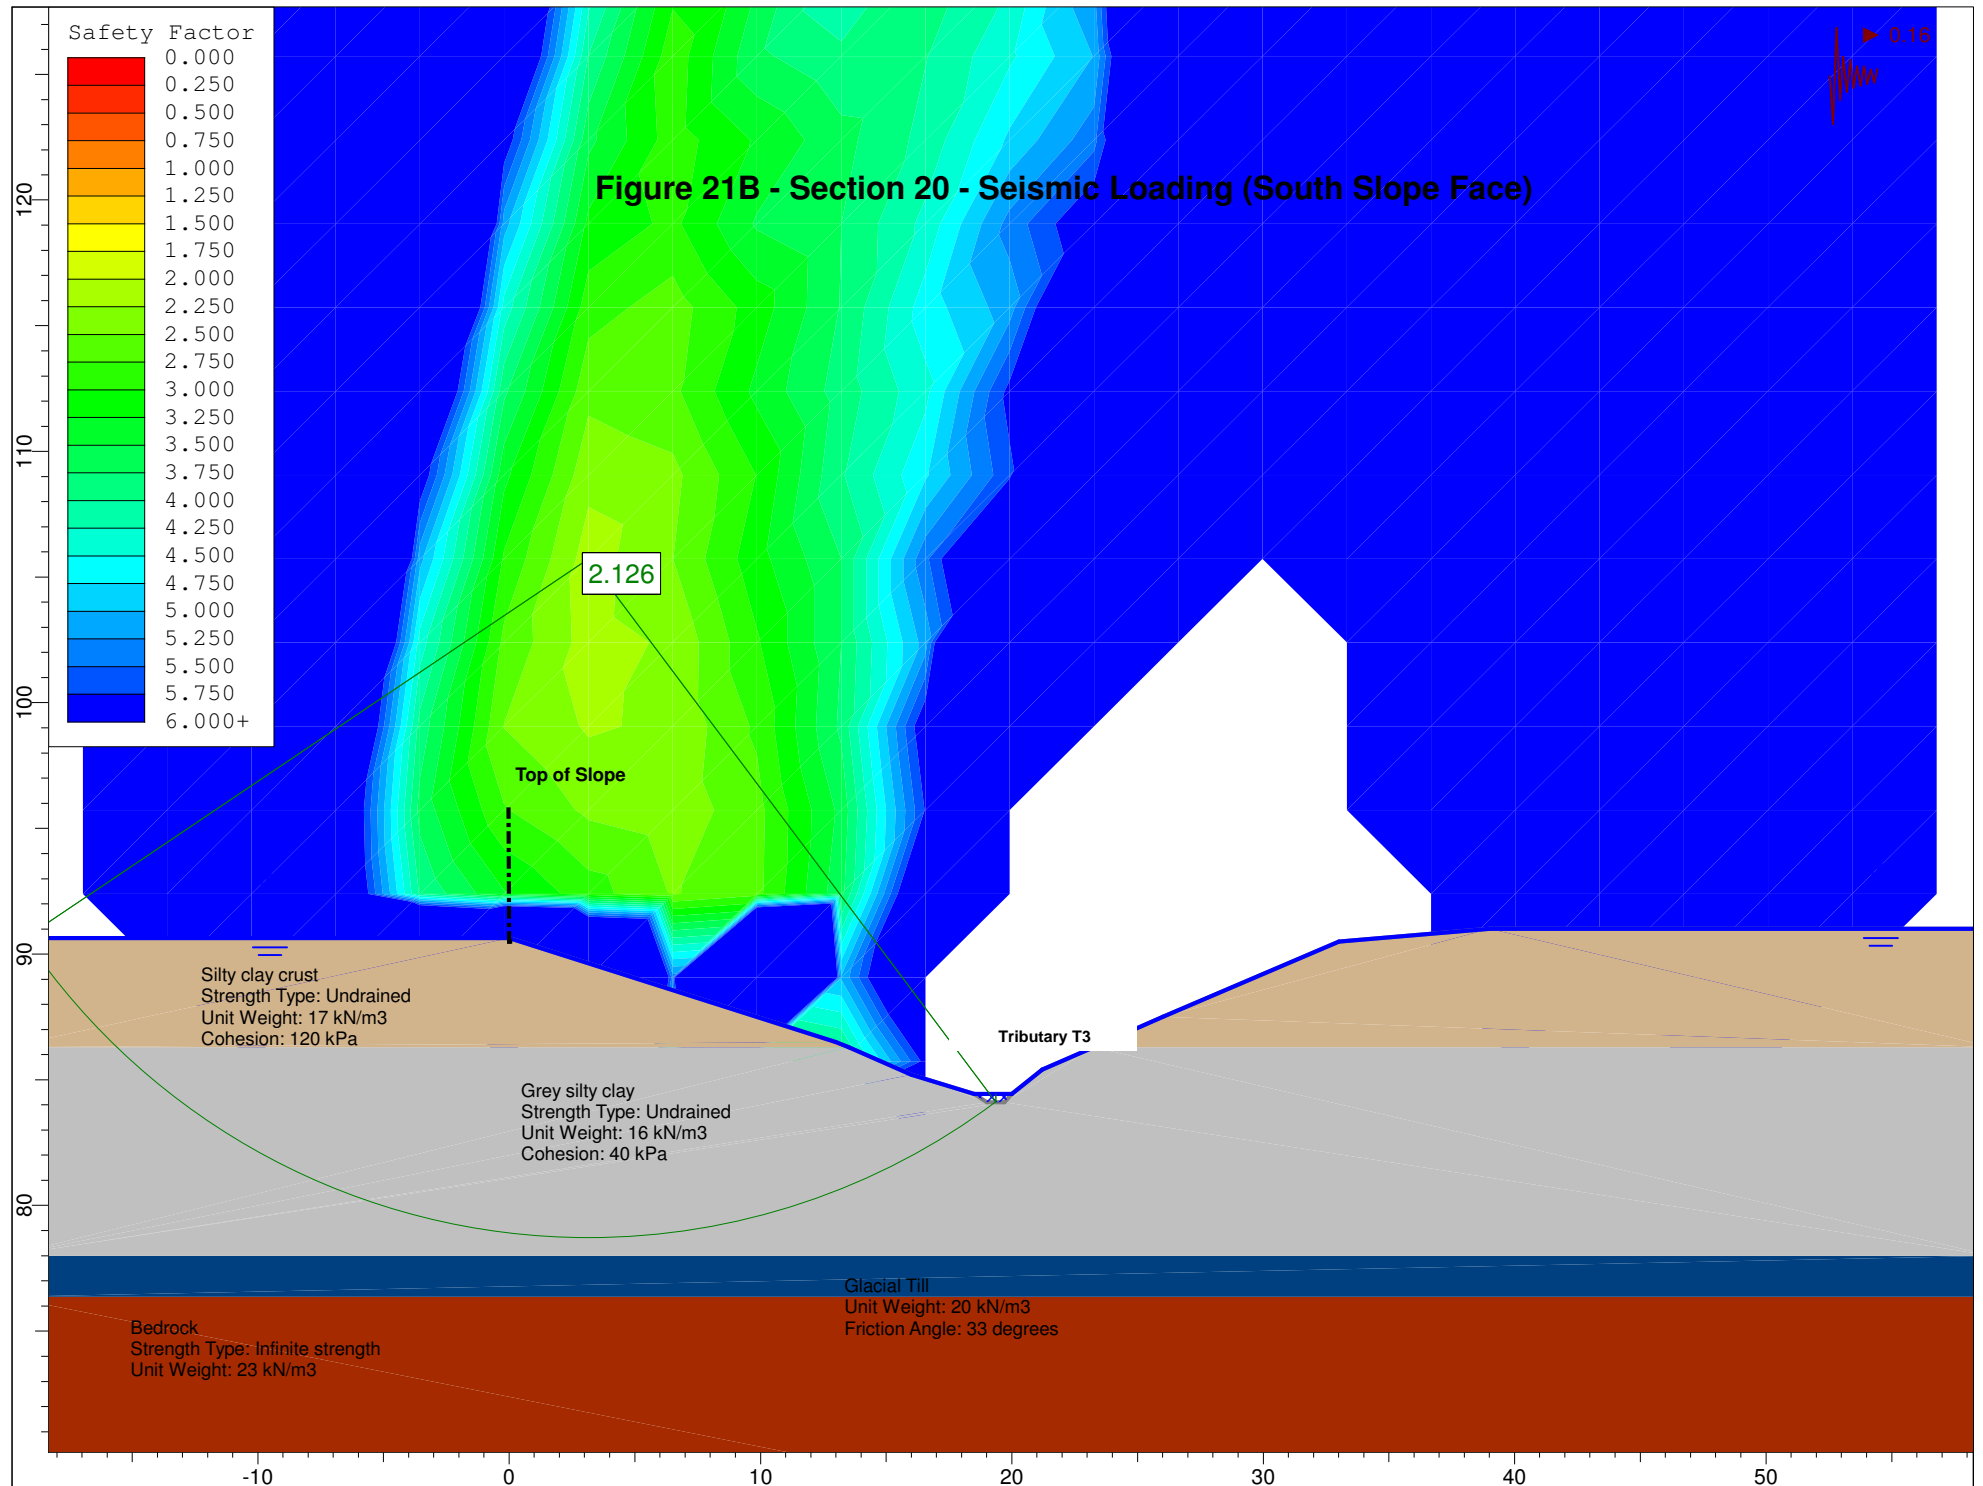 Safety Factor
0.000
0.250
0.500
0.750
1.000
1.250
1.500
1.750
2.000
2.250
2.500
2.750
3.000
3.250
3.500
3.750
4.000
4.250
4.500
4.750
5.000
5.250
5.500
5.750
6.000+
0.16
Figure 21B - Section 20 - Seismic Loading (South Slope Face)
2.126
Top of Slope
Silty clay crust
Strength Type: Undrained
Unit Weight: 17 kN/m3
Cohesion: 120 kPa
Tributary T3
Grey silty clay
Strength Type: Undrained
Unit Weight: 16 kN/m3
Cohesion: 40 kPa
Glacial Till
Unit Weight: 20 kN/m3
Friction Angle: 33 degrees
Bedrock
Strength Type: Infinite strength
Unit Weight: 23 kN/m3
120
110
100
90
80
-10
0
10
20
30
40
50